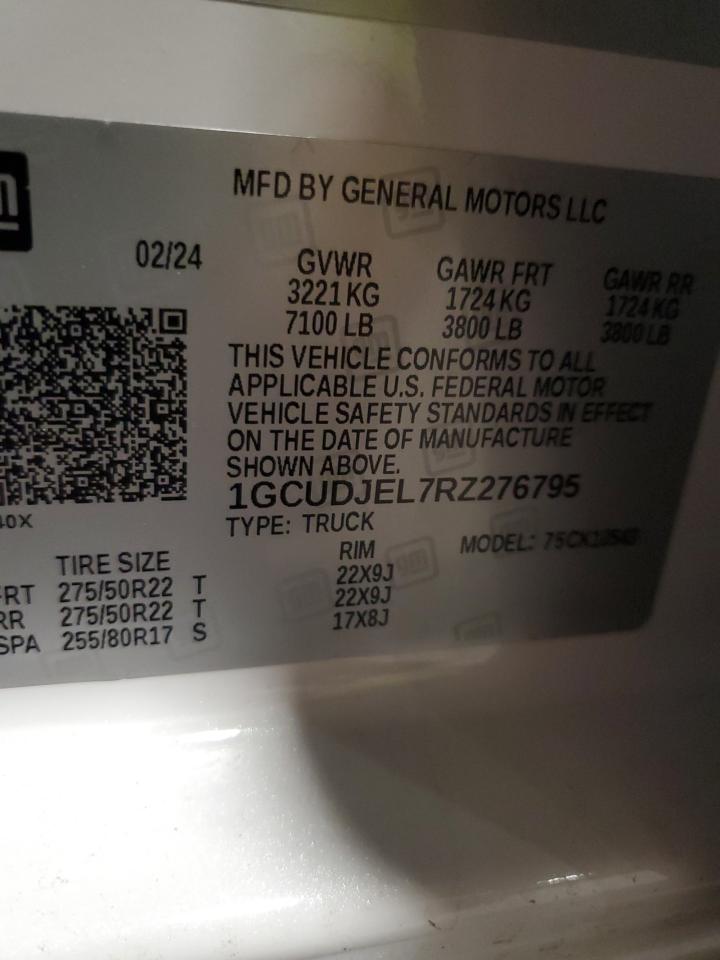 MFD BY GENERAL MOTORS LLC
02/24
GVWR GAWR FRT GAWR RR
3221 KG 1724 KG 1724 KG
7100 LB 3800 LB 3800 LB
THIS VEHICLE CONFORMS TO ALL
APPLICABLE U.S. FEDERAL MOTOR
VEHICLE SAFETY STANDARDS IN EFFECT
ON THE DATE OF MANUFACTURE
SHOWN ABOVE.
1GCUDJEL7RZ276795
TYPE: TRUCK
MODEL:
TIRE SIZE RIM
FRT 275/50R22 T 22X9J
RR 275/50R22 T 22X9J
SPA 255/80R17 S 17X8J